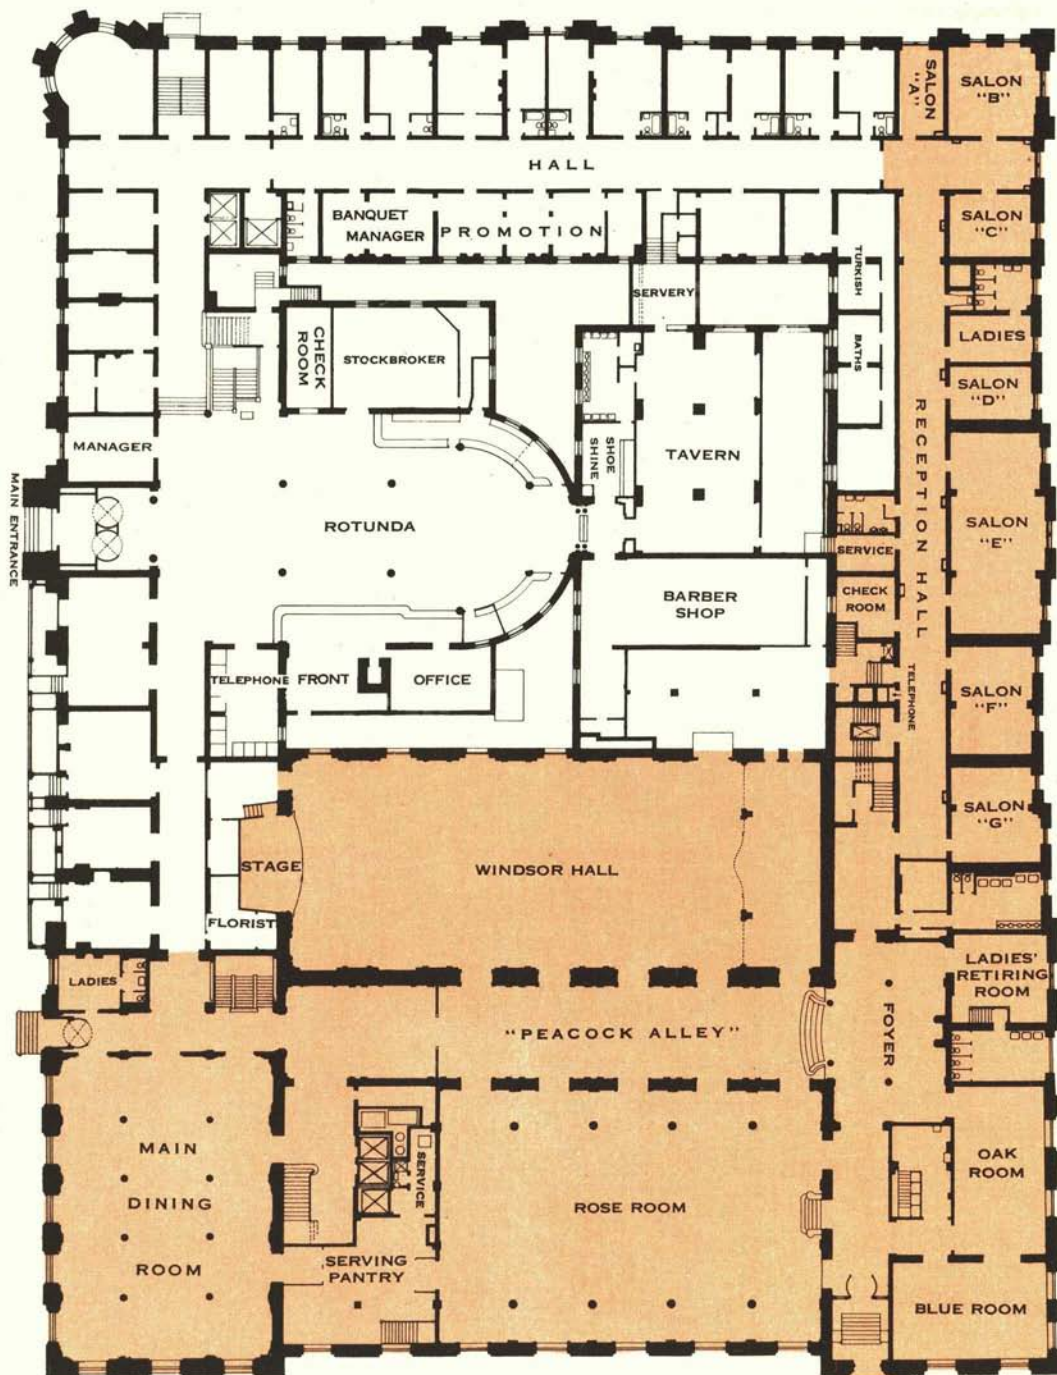 SALON
"A"
SALON
"B"
HALL
BANQUET
MANAGER
PROMOTION
SALON
"C"
TURKISH
BATHS
SERVERY
CHECK
ROOM
STOCKBROKER
LADIES
SALON
"D"
MANAGER
SHOE
SHINE
TAVERN
RECEPTION HALL
MAIN ENTRANCE
ROTUNDA
SALON
"E"
SERVICE
CHECK
ROOM
BARBER
SHOP
TELEPHONE
FRONT
OFFICE
TELEPHONE
SALON
"F"
SALON
"G"
STAGE
WINDSOR HALL
FLORIST
LADIES
LADIES'
RETIRING
ROOM
"PEACOCK ALLEY"
FOYER
MAIN
DINING
ROOM
SERVICE
ROSE ROOM
OAK
ROOM
SERVING
PANTRY
BLUE ROOM